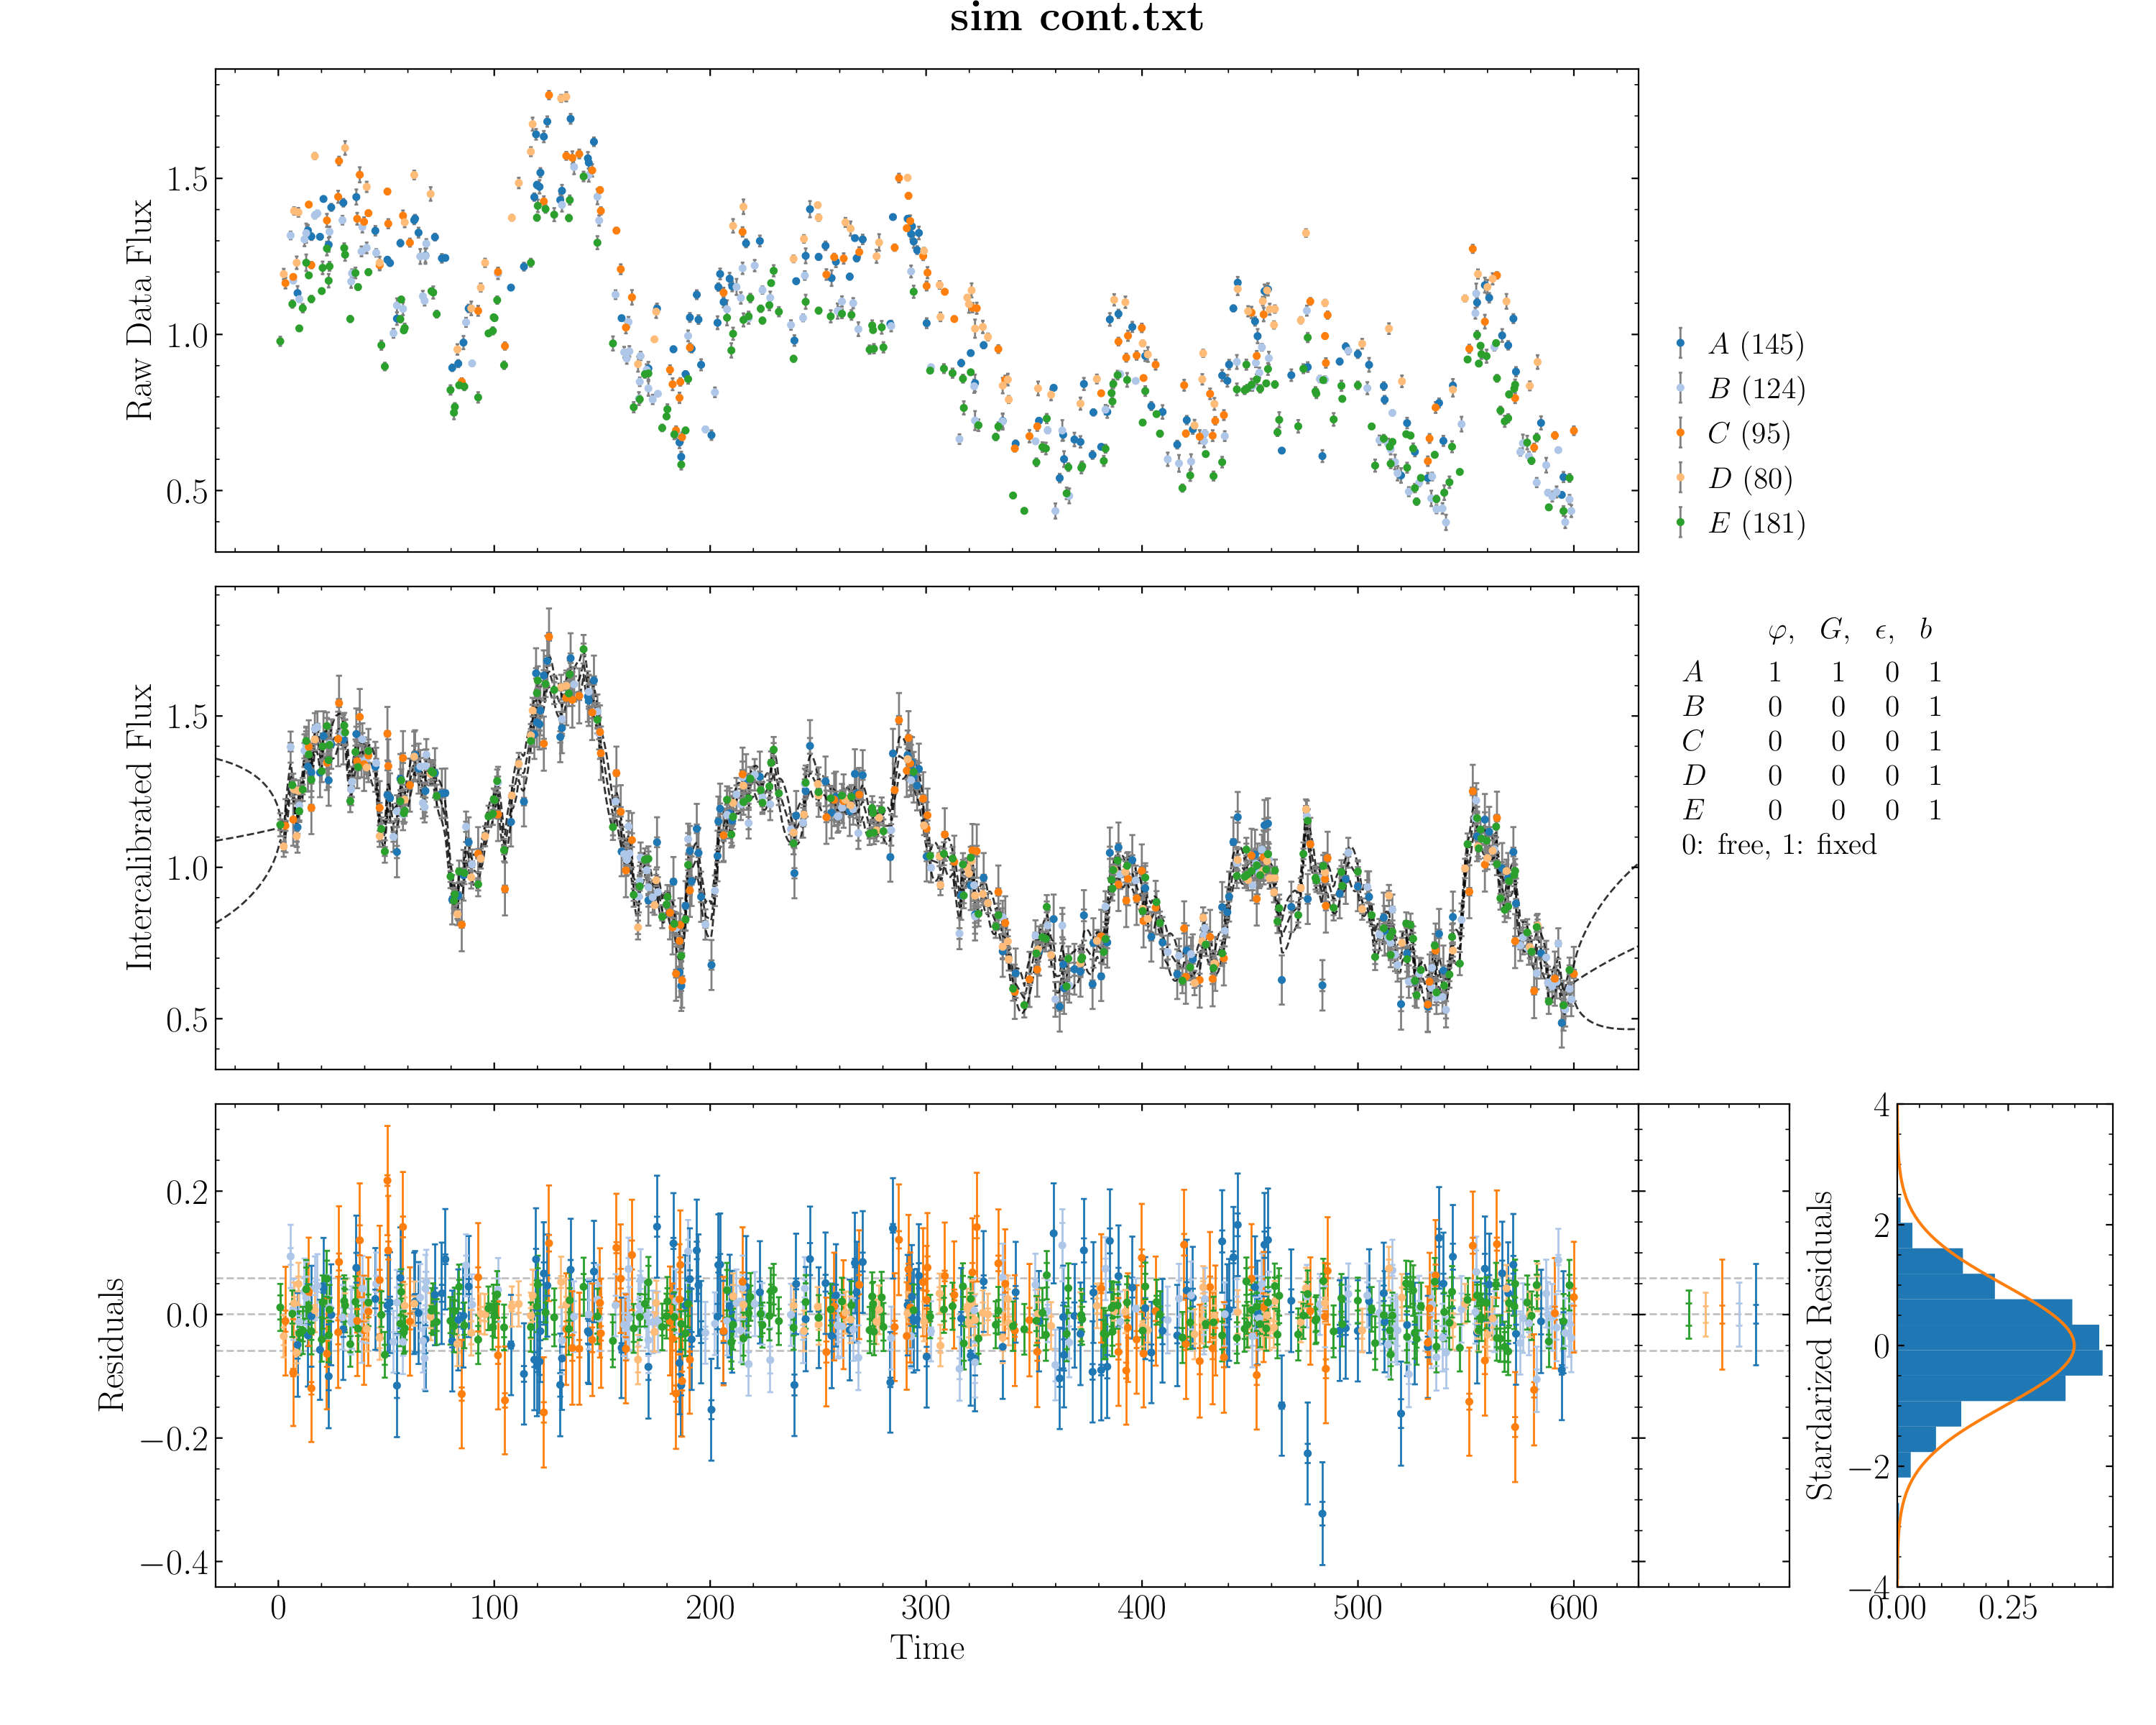 sim cont.txt
Raw Data Flux
1.5
1.0
0.5
A (145)
B (124)
C (95)
D (80)
E (181)
Intercalibrated Flux
1.5
1.0
0.5
φ, G, ϵ, b
A 1 1 0 1
B 0 0 0 1
C 0 0 0 1
D 0 0 0 1
E 0 0 0 1
0: free, 1: fixed
Residuals
0.2
0.0
−0.2
−0.4
0 100 200 300 400 500 600
Time
Stardarized Residuals
4
2
0
−2
−4
0.00 0.25